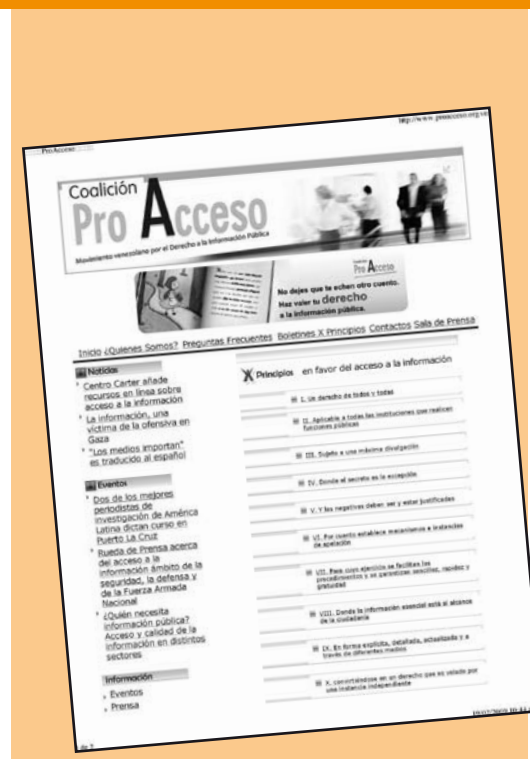 ProAcceso
http://www.proacceso.org.ve
Coalición
Pro Acceso
Movimiento venezolano por el Derecho a la Información Pública
Coalición
Pro Acceso
No dejes que te echen otro cuento.
Haz valer tu derecho
a la información pública.
Inicio ¿Quienes Somos? Preguntas Frecuentes Boletines X Principios Contactos Sala de Prensa
Noticias
Centro Carter añade
recursos en línea sobre
acceso a la información
La información, una
víctima de la ofensiva en
Gaza
"Los medios importan"
es traducido al español
Eventos
Dos de los mejores
periodistas de
investigación de América
Latina dictan curso en
Puerto La Cruz
Rueda de Prensa acerca
del acceso a la
información ámbito de la
seguridad, la defensa y
de la Fuerza Armada
Nacional
¿Quién necesita
información pública?
Acceso y calidad de la
información en distintos
sectores
Información
Eventos
Prensa
X Principios en favor del acceso a la información
I. Un derecho de todos y todas
II. Aplicable a todas las instituciones que realicen
funciones públicas
III. Sujeto a una máxima divulgación
IV. Donde el secreto es la excepción
V. Y las negativas deben ser y estar justificadas
VI. Por cuanto establece mecanismos e instancias
de apelación
VII. Para cuyo ejercicio se faciliten los
procedimientos y se garanticen sencillez, rapidez y
gratuidad
VIII. Donde la información esencial está al alcance
de la ciudadanía
IX. En forma explícita, detallada, actualizada y a
través de diferentes medios
X. convirtiéndose en un derecho que es velado por
una instancia independiente
de 2